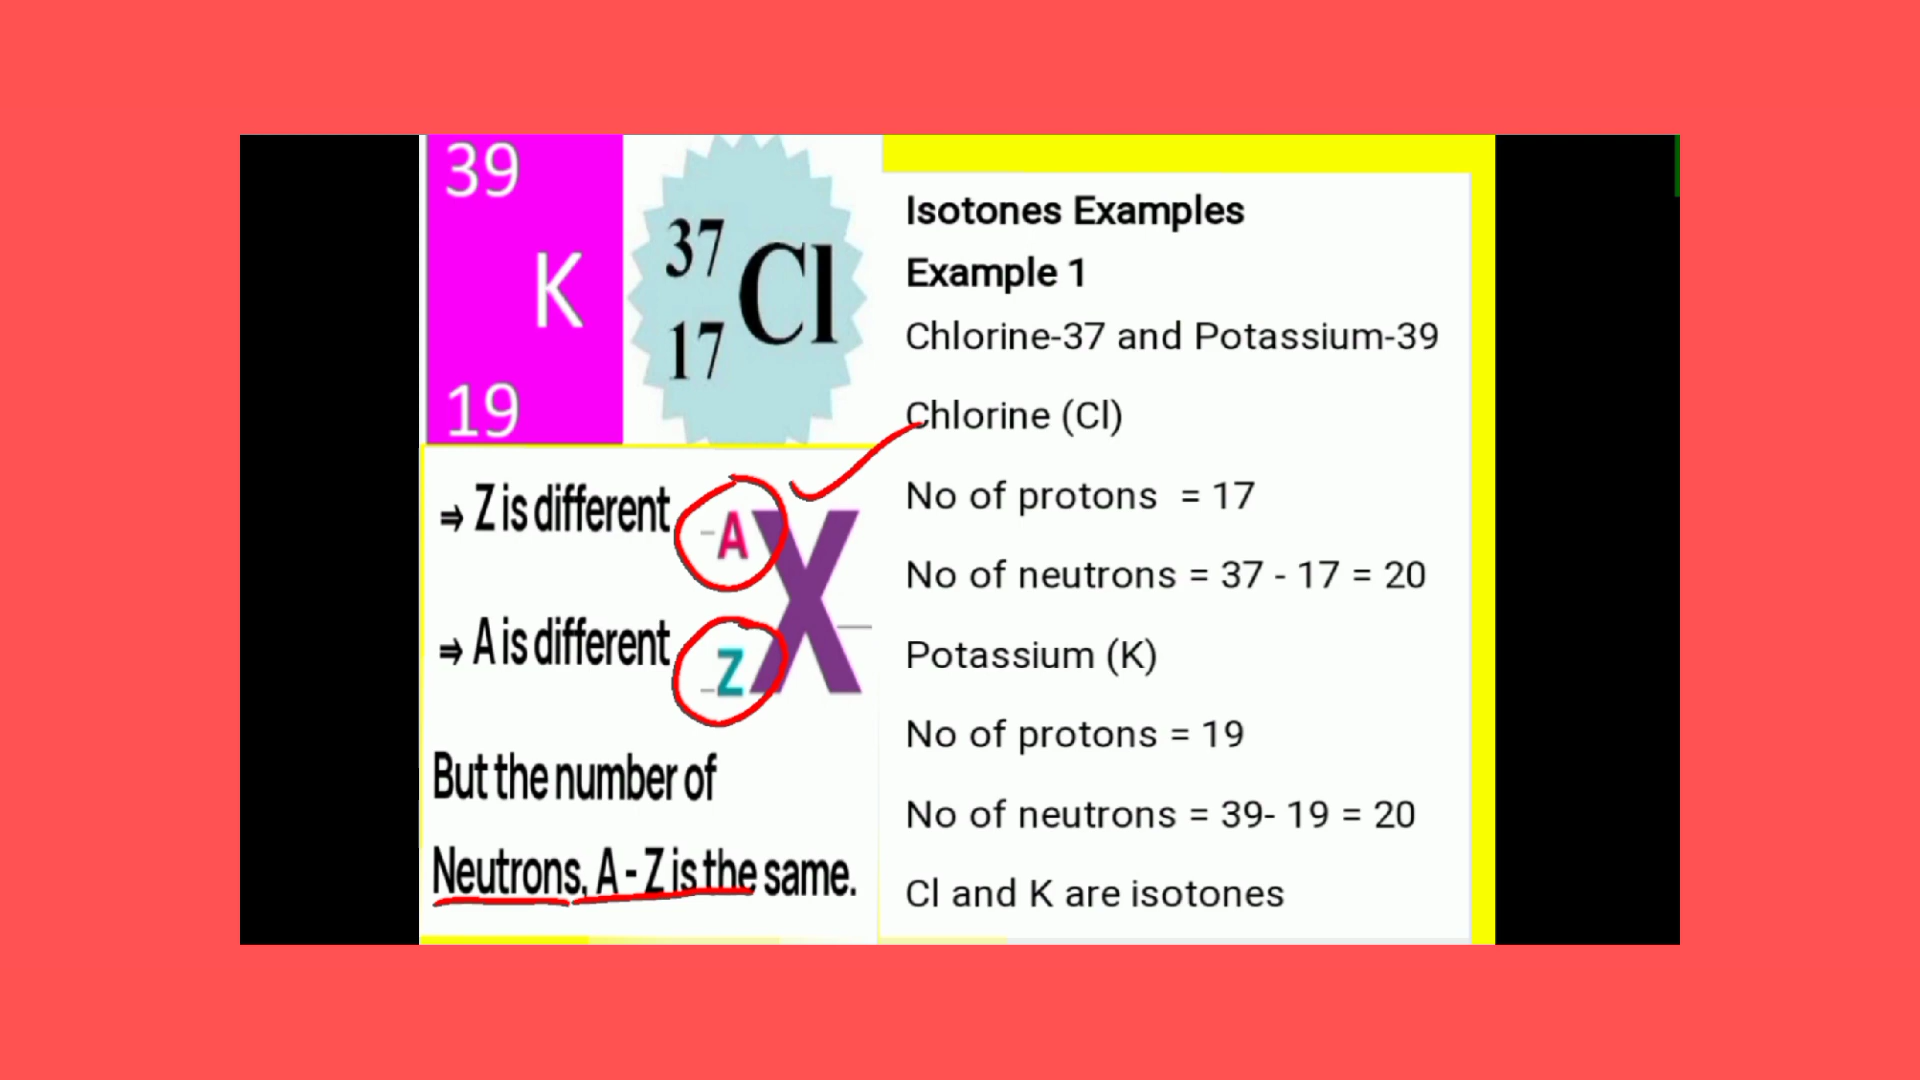 39
K
19
37
Cl
17
⇒ Z is different
A
X
⇒ A is different
Z
But the number of
Neutrons, A - Z is the same.
Isotones Examples
Example 1
Chlorine-37 and Potassium-39
Chlorine (Cl)
No of protons = 17
No of neutrons = 37 - 17 = 20
Potassium (K)
No of protons = 19
No of neutrons = 39- 19 = 20
Cl and K are isotones